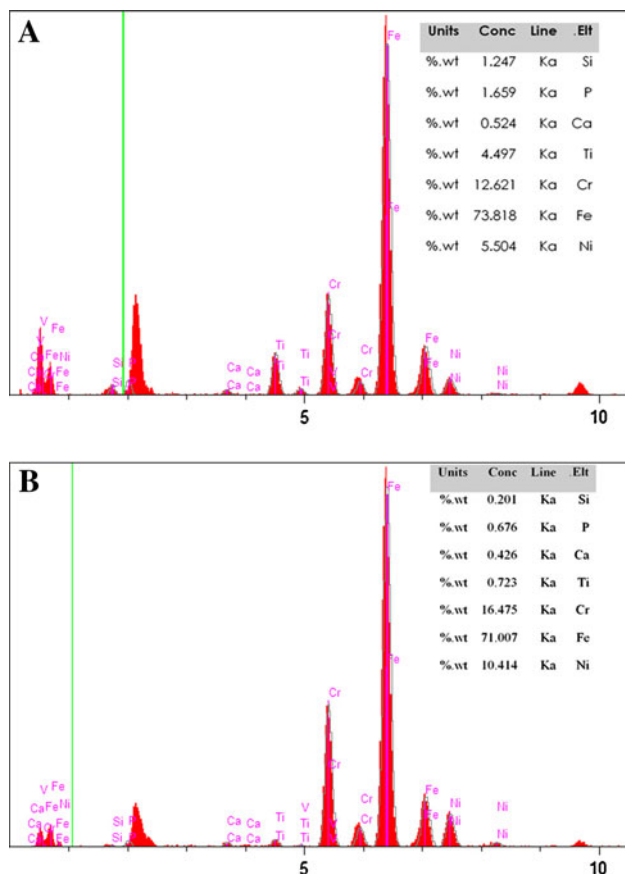 A
Units Conc Line .Elt
%.wt 1.247 Ka Si
%.wt 1.659 Ka P
%.wt 0.524 Ka Ca
%.wt 4.497 Ka Ti
%.wt 12.621 Ka Cr
%.wt 73.818 Ka Fe
%.wt 5.504 Ka Ni
Fe
Fe
Cr
Cr
V Fe
Ti Ti
Ti Ti
Fe
Fe
Ni
Ni
Cr
Cr
Fe Ni
Si
Si
Ca Ca
Ca Ca
Ni
Ni
Fe
5 10
B
Units Conc Line .Elt
%.wt 0.201 Ka Si
%.wt 0.676 Ka P
%.wt 0.426 Ka Ca
%.wt 0.723 Ka Ti
%.wt 16.475 Ka Cr
%.wt 71.007 Ka Fe
%.wt 10.414 Ka Ni
Fe
Fe
Cr
Cr
V Fe
Ca Fe Ni
Ca Fe
Ca Fe
Si
Si
Ca Ca
Ca Ca
Ti V
Ti Ti
Cr
Cr
Fe
Fe
Ni
Ni
Ni
Ni
5 10